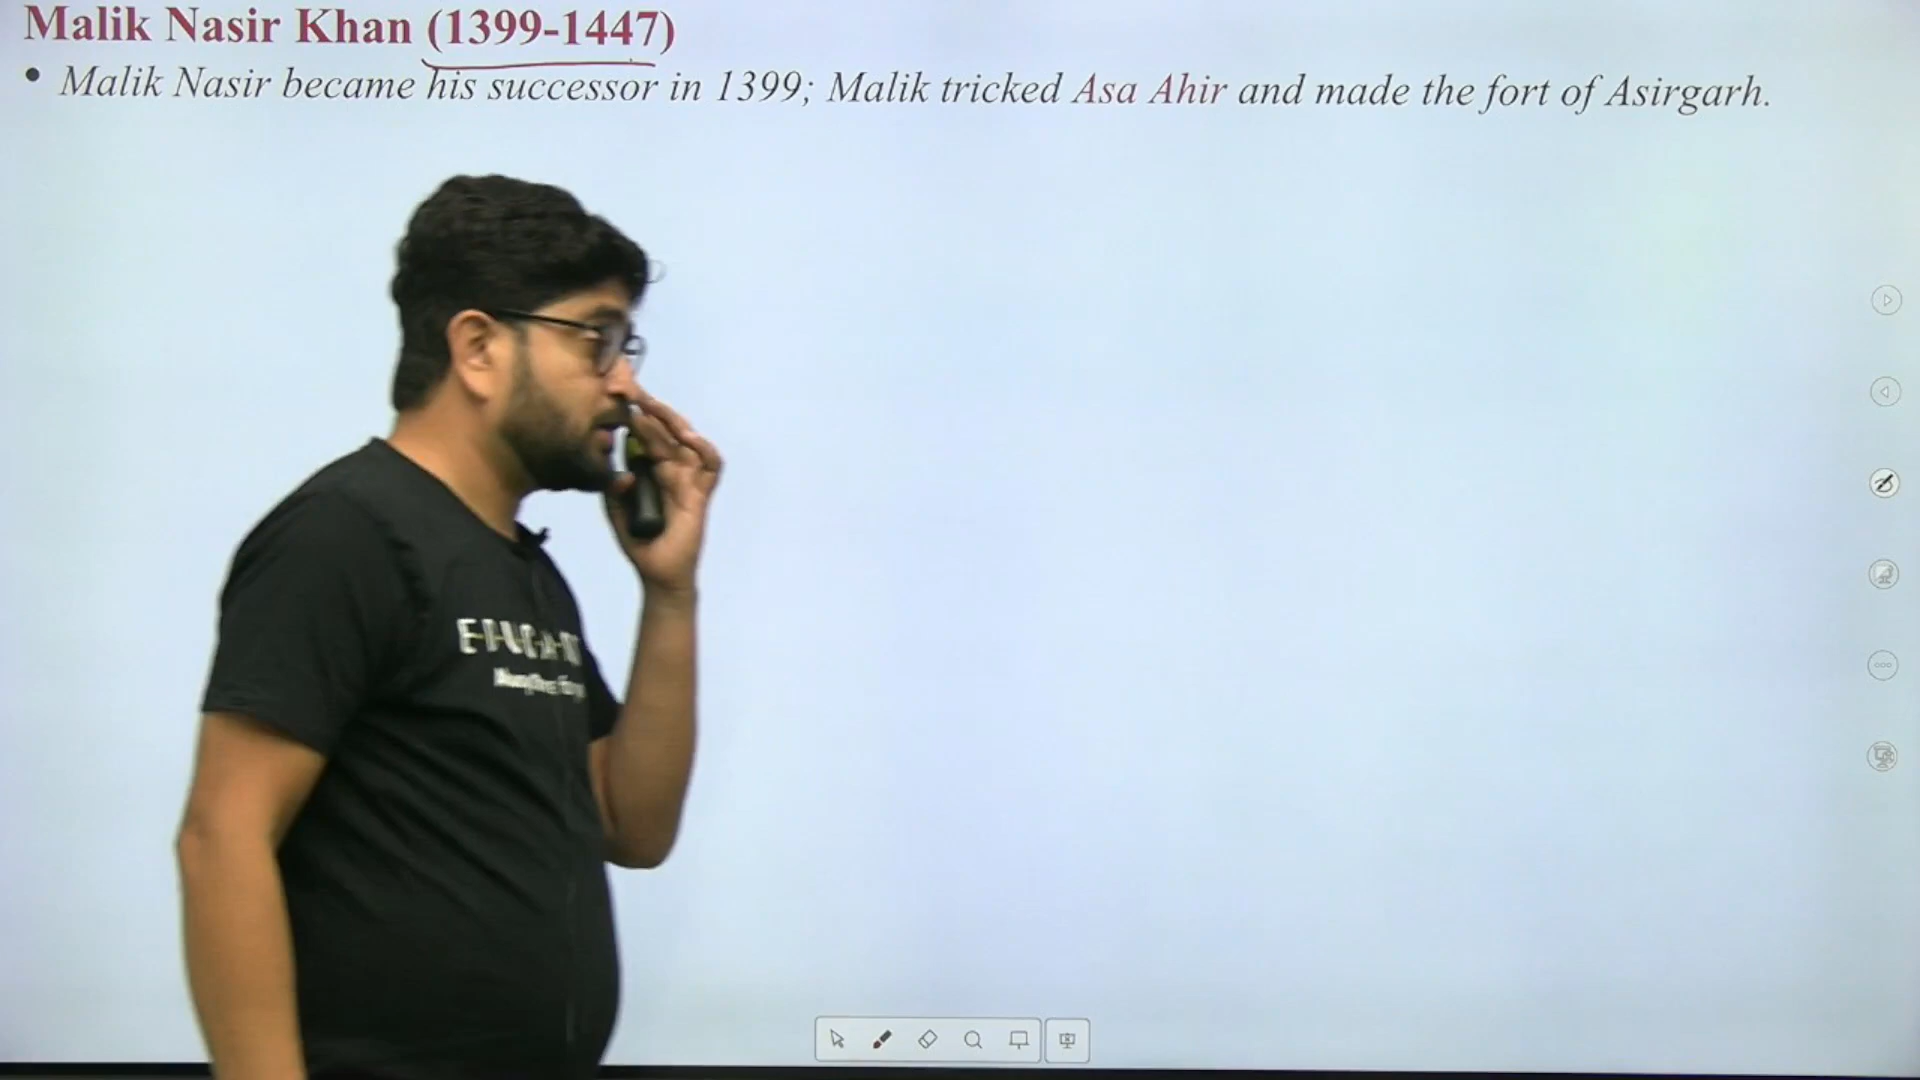 Malik Nasir Khan (1399-1447)
• Malik Nasir became his successor in 1399; Malik tricked Asa Ahir and made the fort of Asirgarh.